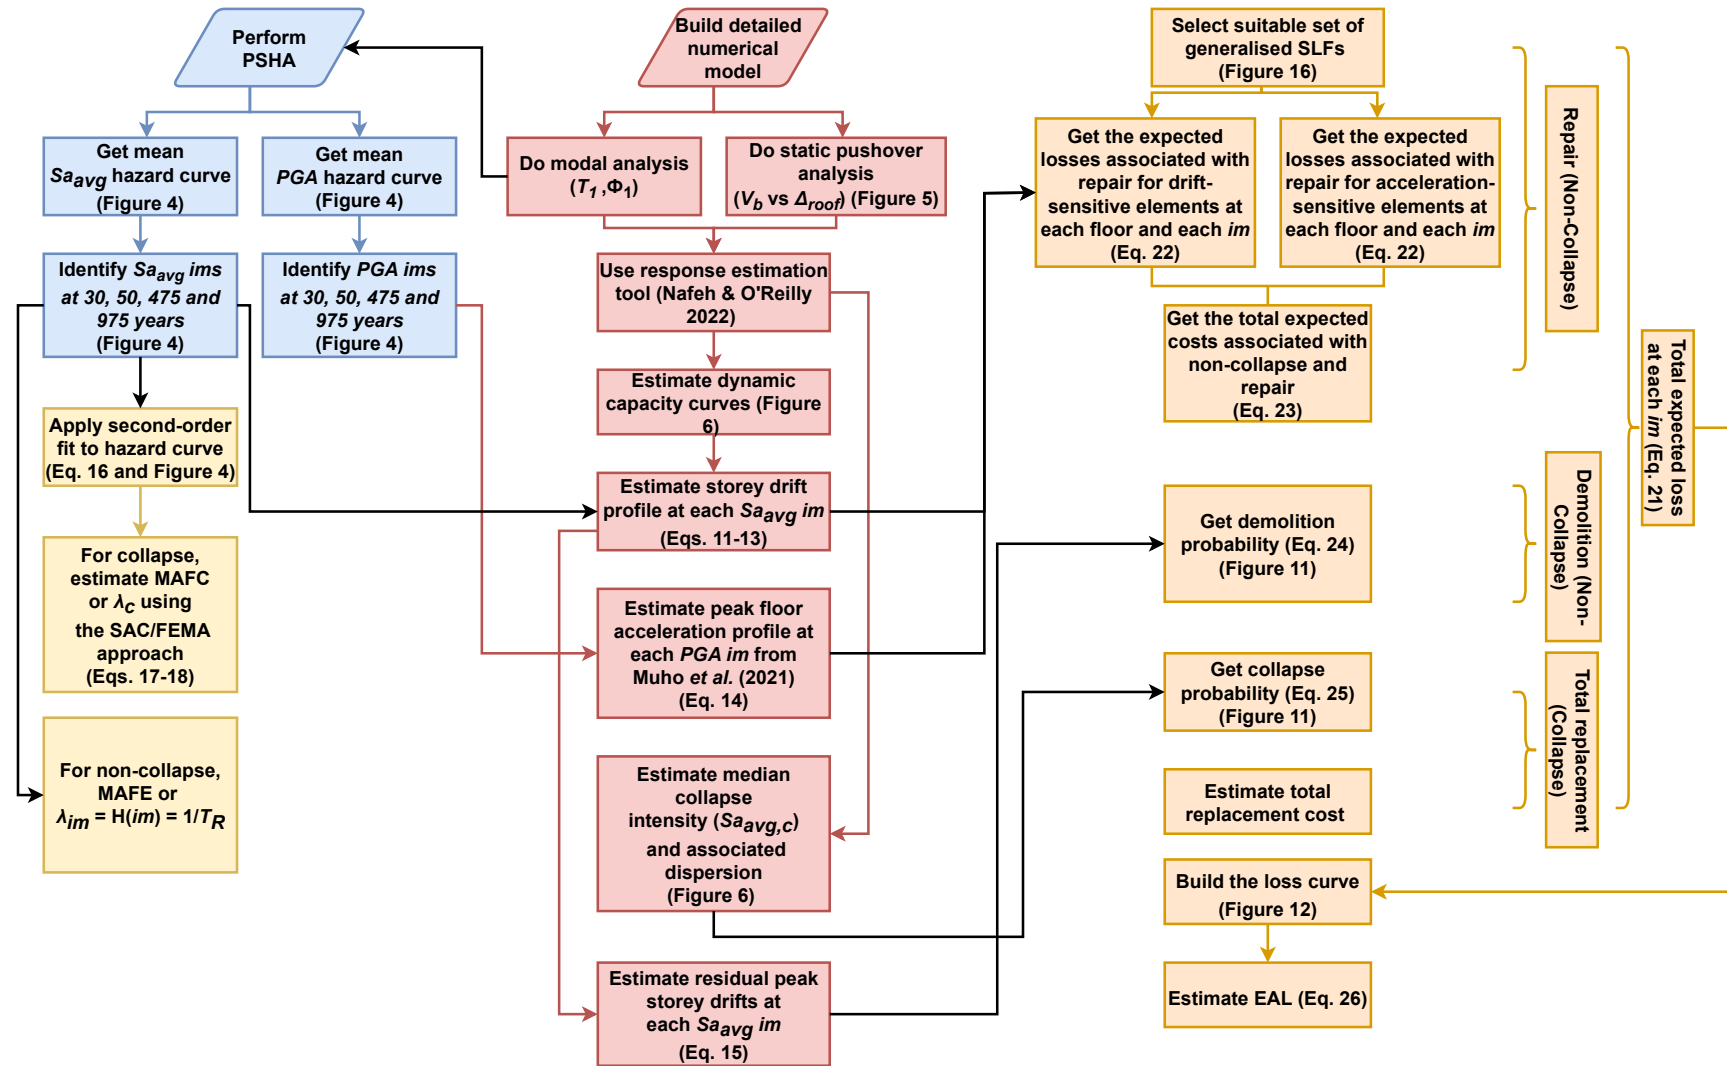 Perform
PSHA
Get mean
Sa_avg hazard curve
(Figure 4)
Get mean
PGA hazard curve
(Figure 4)
Identify Sa_avg ims
at 30, 50, 475 and
975 years
(Figure 4)
Identify PGA ims
at 30, 50, 475 and
975 years
(Figure 4)
Apply second-order
fit to hazard curve
(Eq. 16 and Figure 4)
For collapse,
estimate MAFC
or λ_c using
the SAC/FEMA
approach
(Eqs. 17-18)
For non-collapse,
MAFE or
λ_im = H(im) = 1/T_R
Build detailed
numerical
model
Do modal analysis
(T_1 ,Φ_1)
Do static pushover
analysis
(V_b vs Δ_roof) (Figure 5)
Use response estimation
tool (Nafeh & O'Reilly
2022)
Estimate dynamic
capacity curves (Figure
6)
Estimate storey drift
profile at each Sa_avg im
(Eqs. 11-13)
Estimate peak floor
acceleration profile at
each PGA im from
Muho et al. (2021)
(Eq. 14)
Estimate median
collapse
intensity (Sa_avg,c)
and associated
dispersion
(Figure 6)
Estimate residual peak
storey drifts at
each Sa_avg im
(Eq. 15)
Select suitable set of
generalised SLFs
(Figure 16)
Get the expected
losses associated with
repair for drift-
sensitive elements at
each floor and each im
(Eq. 22)
Get the expected
losses associated with
repair for acceleration-
sensitive elements at
each floor and each im
(Eq. 22)
Get the total expected
costs associated with
non-collapse and
repair
(Eq. 23)
Get demolition
probability (Eq. 24)
(Figure 11)
Get collapse
probability (Eq. 25)
(Figure 11)
Estimate total
replacement cost
Build the loss curve
(Figure 12)
Estimate EAL (Eq. 26)
Repair (Non-Collapse)
Demolition (Non-
Collapse)
Total replacement
(Collapse)
Total expected loss
at each im (Eq. 21)